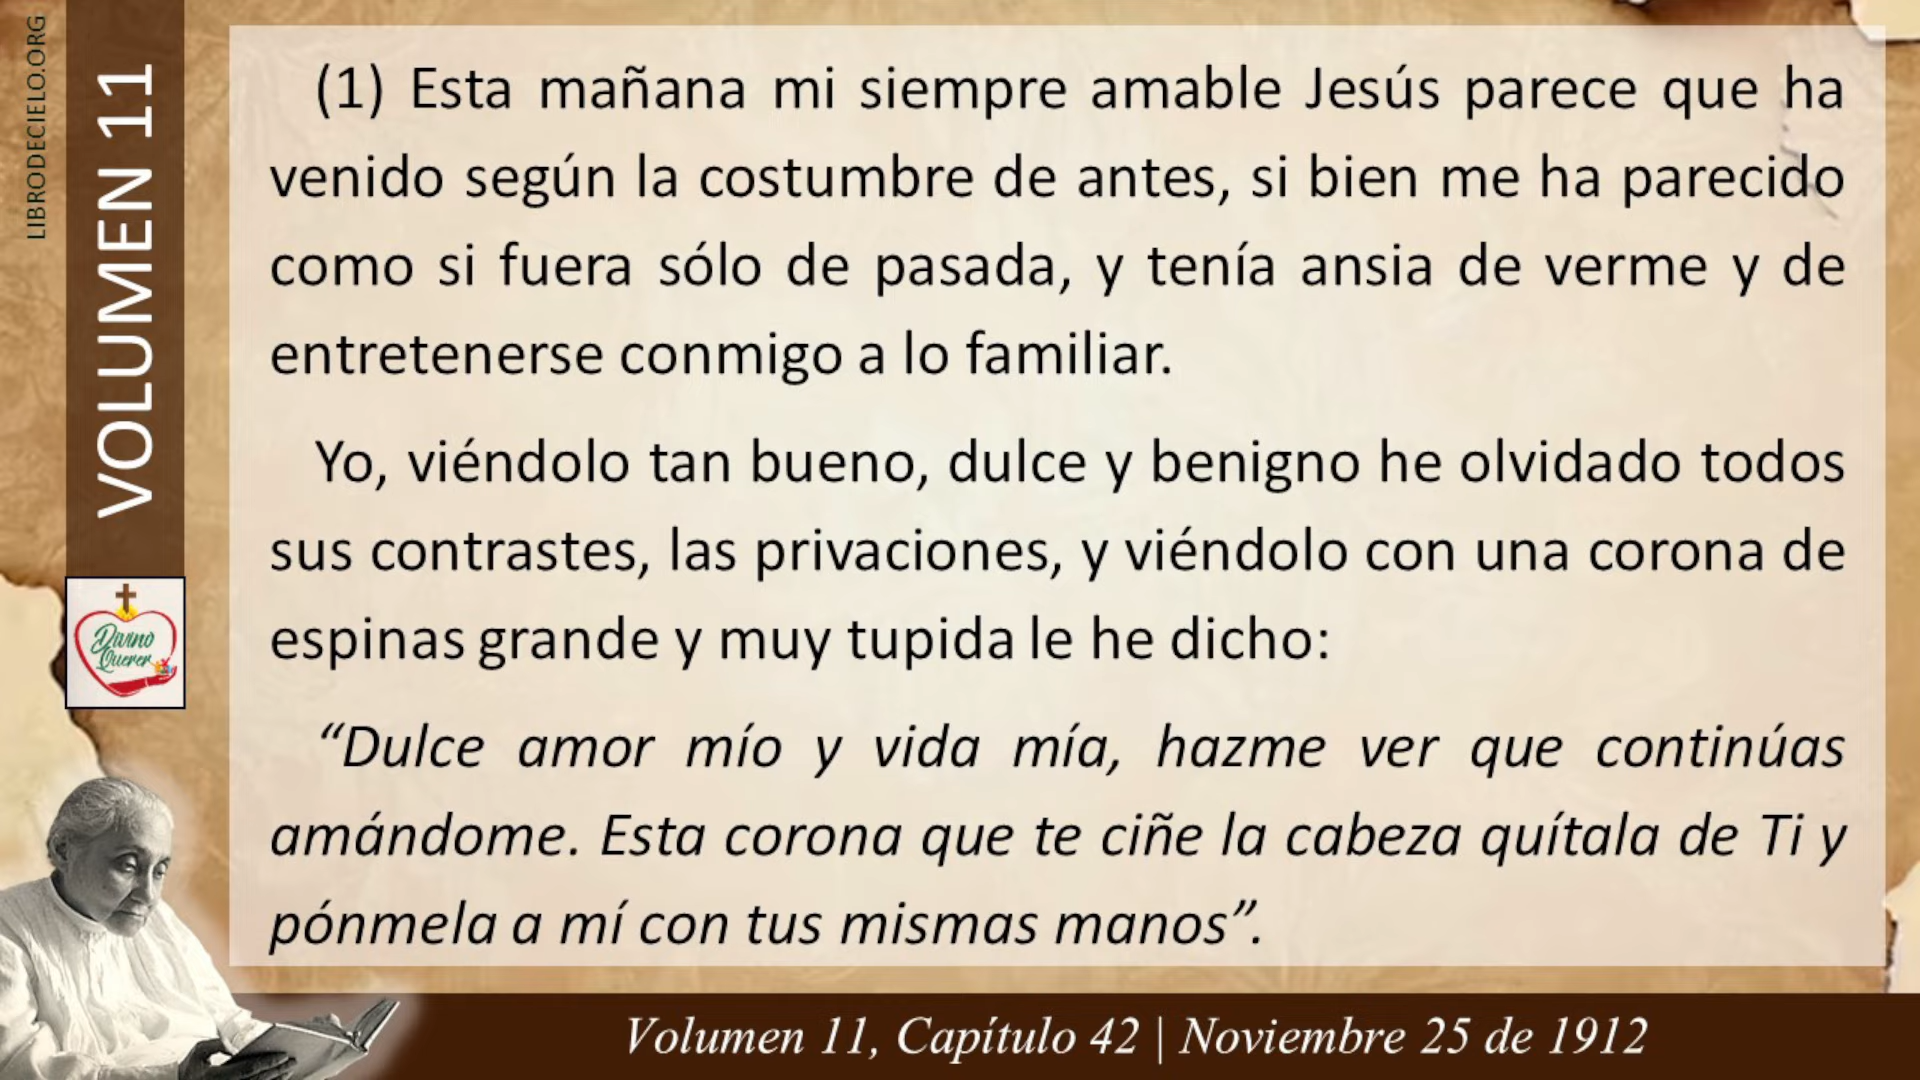 LIBRODECIELO.ORG
VOLUMEN 11
Divino
Querer
(1) Esta mañana mi siempre amable Jesús parece que ha
venido según la costumbre de antes, si bien me ha parecido
como si fuera sólo de pasada, y tenía ansia de verme y de
entretenerse conmigo a lo familiar.
Yo, viéndolo tan bueno, dulce y benigno he olvidado todos
sus contrastes, las privaciones, y viéndolo con una corona de
espinas grande y muy tupida le he dicho:
“Dulce amor mío y vida mía, hazme ver que continúas
amándome. Esta corona que te ciñe la cabeza quítala de Ti y
pónmela a mí con tus mismas manos”.
Volumen 11, Capítulo 42 | Noviembre 25 de 1912